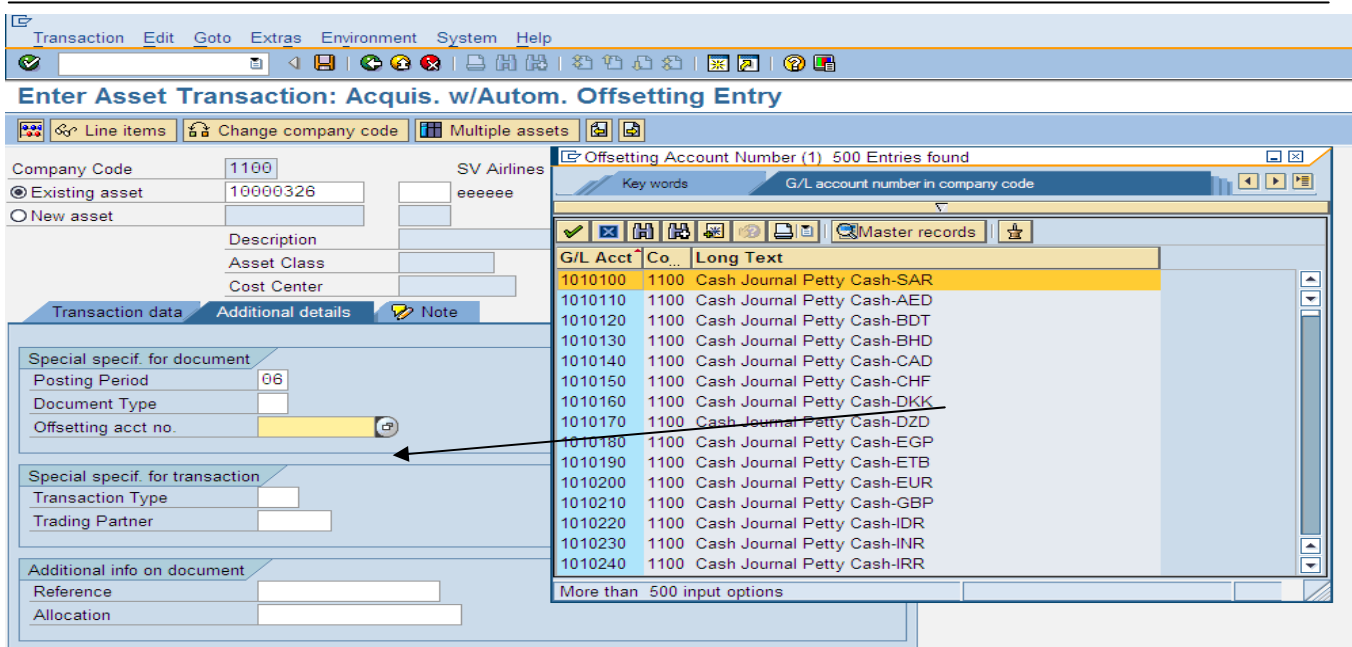 Transaction Edit Goto Extras Environment System Help
Enter Asset Transaction: Acquis. w/Autom. Offsetting Entry
Line items Change company code Multiple assets
Company Code 1100 SV Airlines
Existing asset 10000326 eeeeee
New asset
Description
Asset Class
Cost Center
Transaction data Additional details Note
Special specif. for document
Posting Period 06
Document Type
Offsetting acct no.
Special specif. for transaction
Transaction Type
Trading Partner
Additional info on document
Reference
Allocation
Offsetting Account Number (1) 500 Entries found
Key words G/L account number in company code
Master records
G/L Acct Co... Long Text
1010100 1100 Cash Journal Petty Cash-SAR
1010110 1100 Cash Journal Petty Cash-AED
1010120 1100 Cash Journal Petty Cash-BDT
1010130 1100 Cash Journal Petty Cash-BHD
1010140 1100 Cash Journal Petty Cash-CAD
1010150 1100 Cash Journal Petty Cash-CHF
1010160 1100 Cash Journal Petty Cash-DKK
1010170 1100 Cash Journal Petty Cash-DZD
1010180 1100 Cash Journal Petty Cash-EGP
1010190 1100 Cash Journal Petty Cash-ETB
1010200 1100 Cash Journal Petty Cash-EUR
1010210 1100 Cash Journal Petty Cash-GBP
1010220 1100 Cash Journal Petty Cash-IDR
1010230 1100 Cash Journal Petty Cash-INR
1010240 1100 Cash Journal Petty Cash-IRR
More than 500 input options